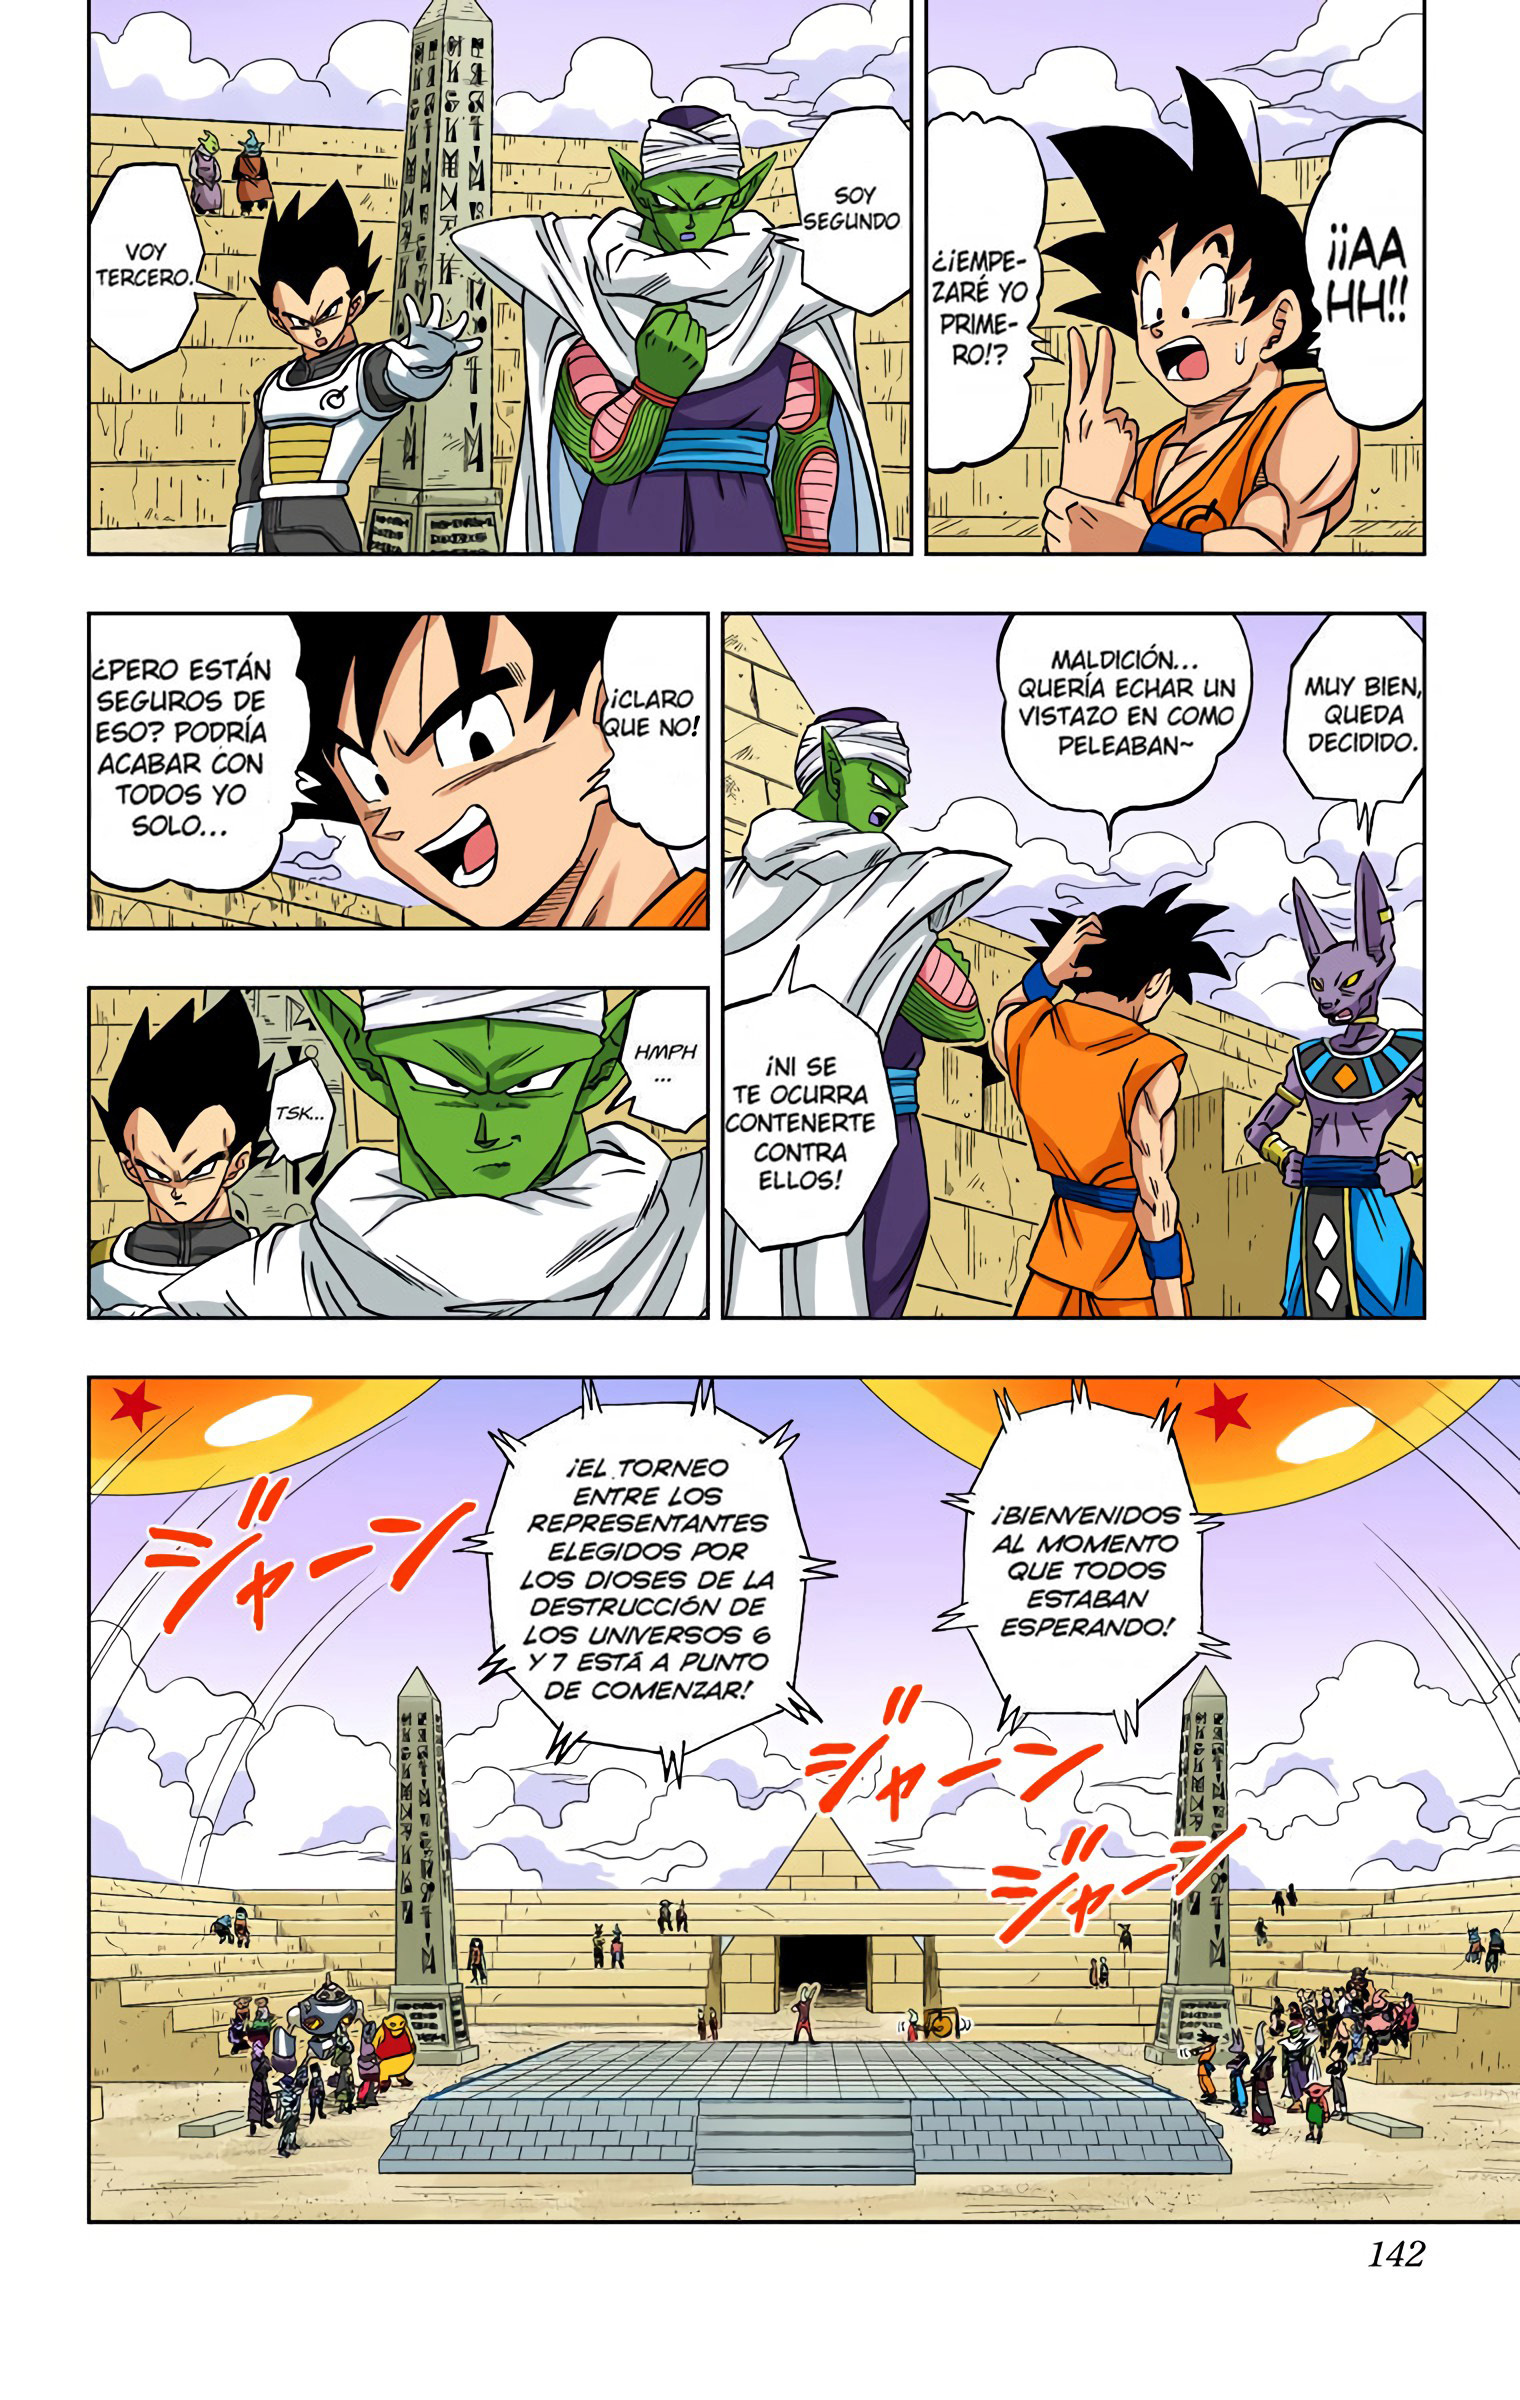 ¡¡AA
HH!!
¿¡EMPE-
ZARÉ YO
PRIME-
RO!?
SOY
SEGUNDO
VOY
TERCERO.
MUY BIEN,
QUEDA
DECIDIDO.
MALDICIÓN...
QUERÍA ECHAR UN
VISTAZO EN COMO
PELEABAN~
¡NI SE
TE OCURRA
CONTENERTE
CONTRA
ELLOS!
¡CLARO
QUE NO!
¿PERO ESTÁN
SEGUROS DE
ESO? PODRÍA
ACABAR CON
TODOS YO
SOLO...
HMPH
...
TSK...
¡BIENVENIDOS
AL MOMENTO
QUE TODOS
ESTABAN
ESPERANDO!
¡EL TORNEO
ENTRE LOS
REPRESENTANTES
ELEGIDOS POR
LOS DIOSES DE LA
DESTRUCCIÓN DE
LOS UNIVERSOS 6
Y 7 ESTÁ A PUNTO
DE COMENZAR!
ジャーン
ジャーン
ジャーン
142